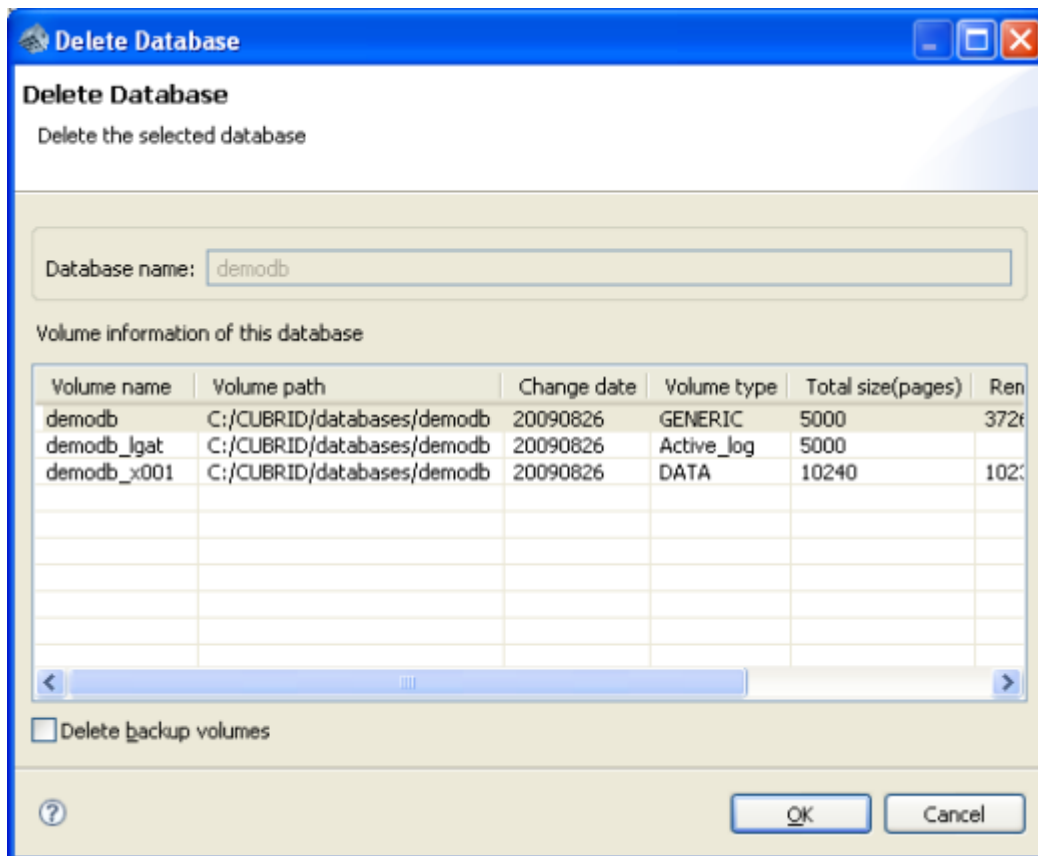 Delete Database
Delete Database
Delete the selected database
Database name: demodb
Volume information of this database
Volume name Volume path Change date Volume type Total size(pages) Ren
demodb C:/CUBRID/databases/demodb 20090826 GENERIC 5000 3726
demodb_lgat C:/CUBRID/databases/demodb 20090826 Active_log 5000
demodb_x001 C:/CUBRID/databases/demodb 20090826 DATA 10240
Delete backup volumes
OK Cancel